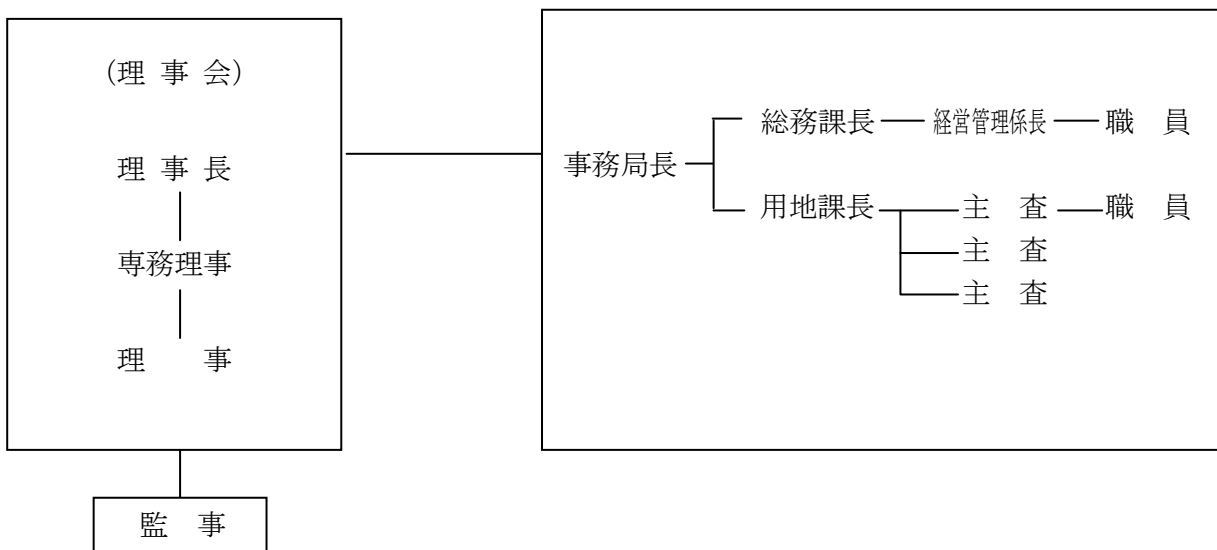 (理 事 会)
理 事 長
専務理事
理　　事
監　事
事務局長
総務課長
経営管理係長
職　員
用地課長
主　査
職　員
主　査
主　査